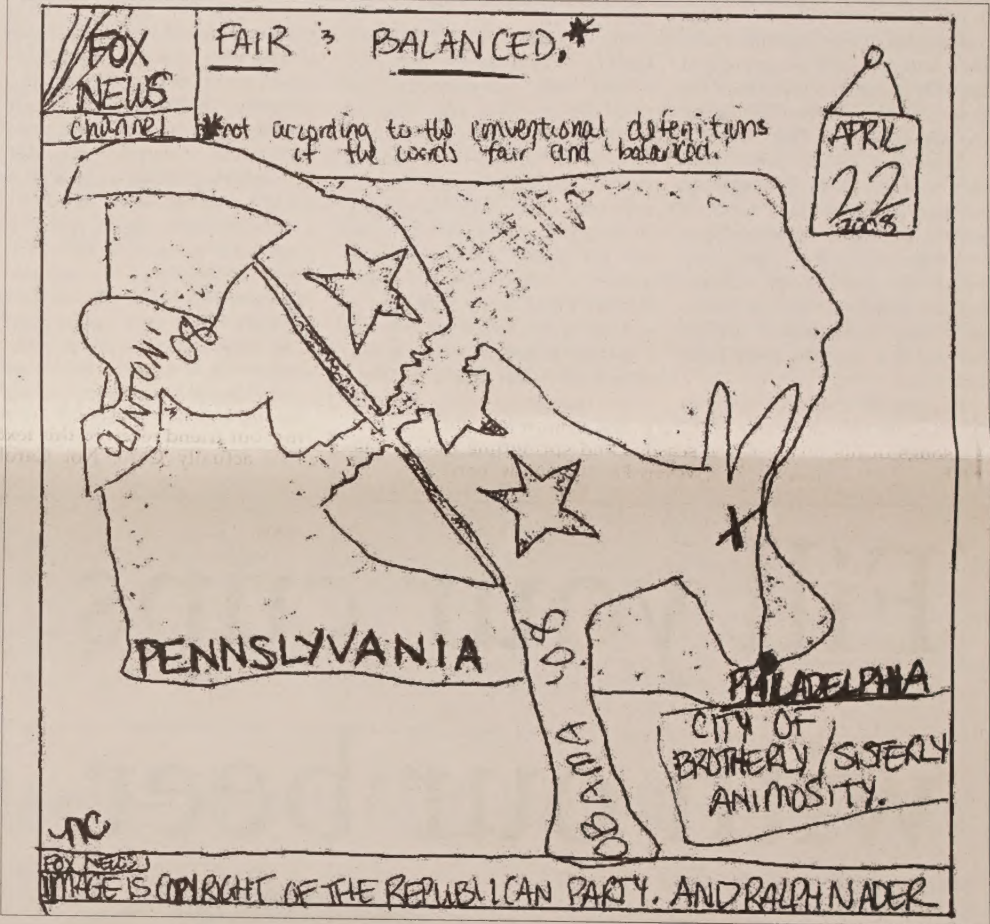 FOX
NEWS
channel
FAIR & BALANCED.*
*not according to the conventional defenitions
of the words fair and balanced.
APRIL
22
2008
CLINTON '08
PENNSLYVANIA
OBAMA '08
PHILADELPHIA
CITY OF
BROTHERLY/SISTERLY
ANIMOSITY.
FOX NEWS
IMAGE IS COPYRIGHT OF THE REPUBLICAN PARTY. AND RALPH NADER